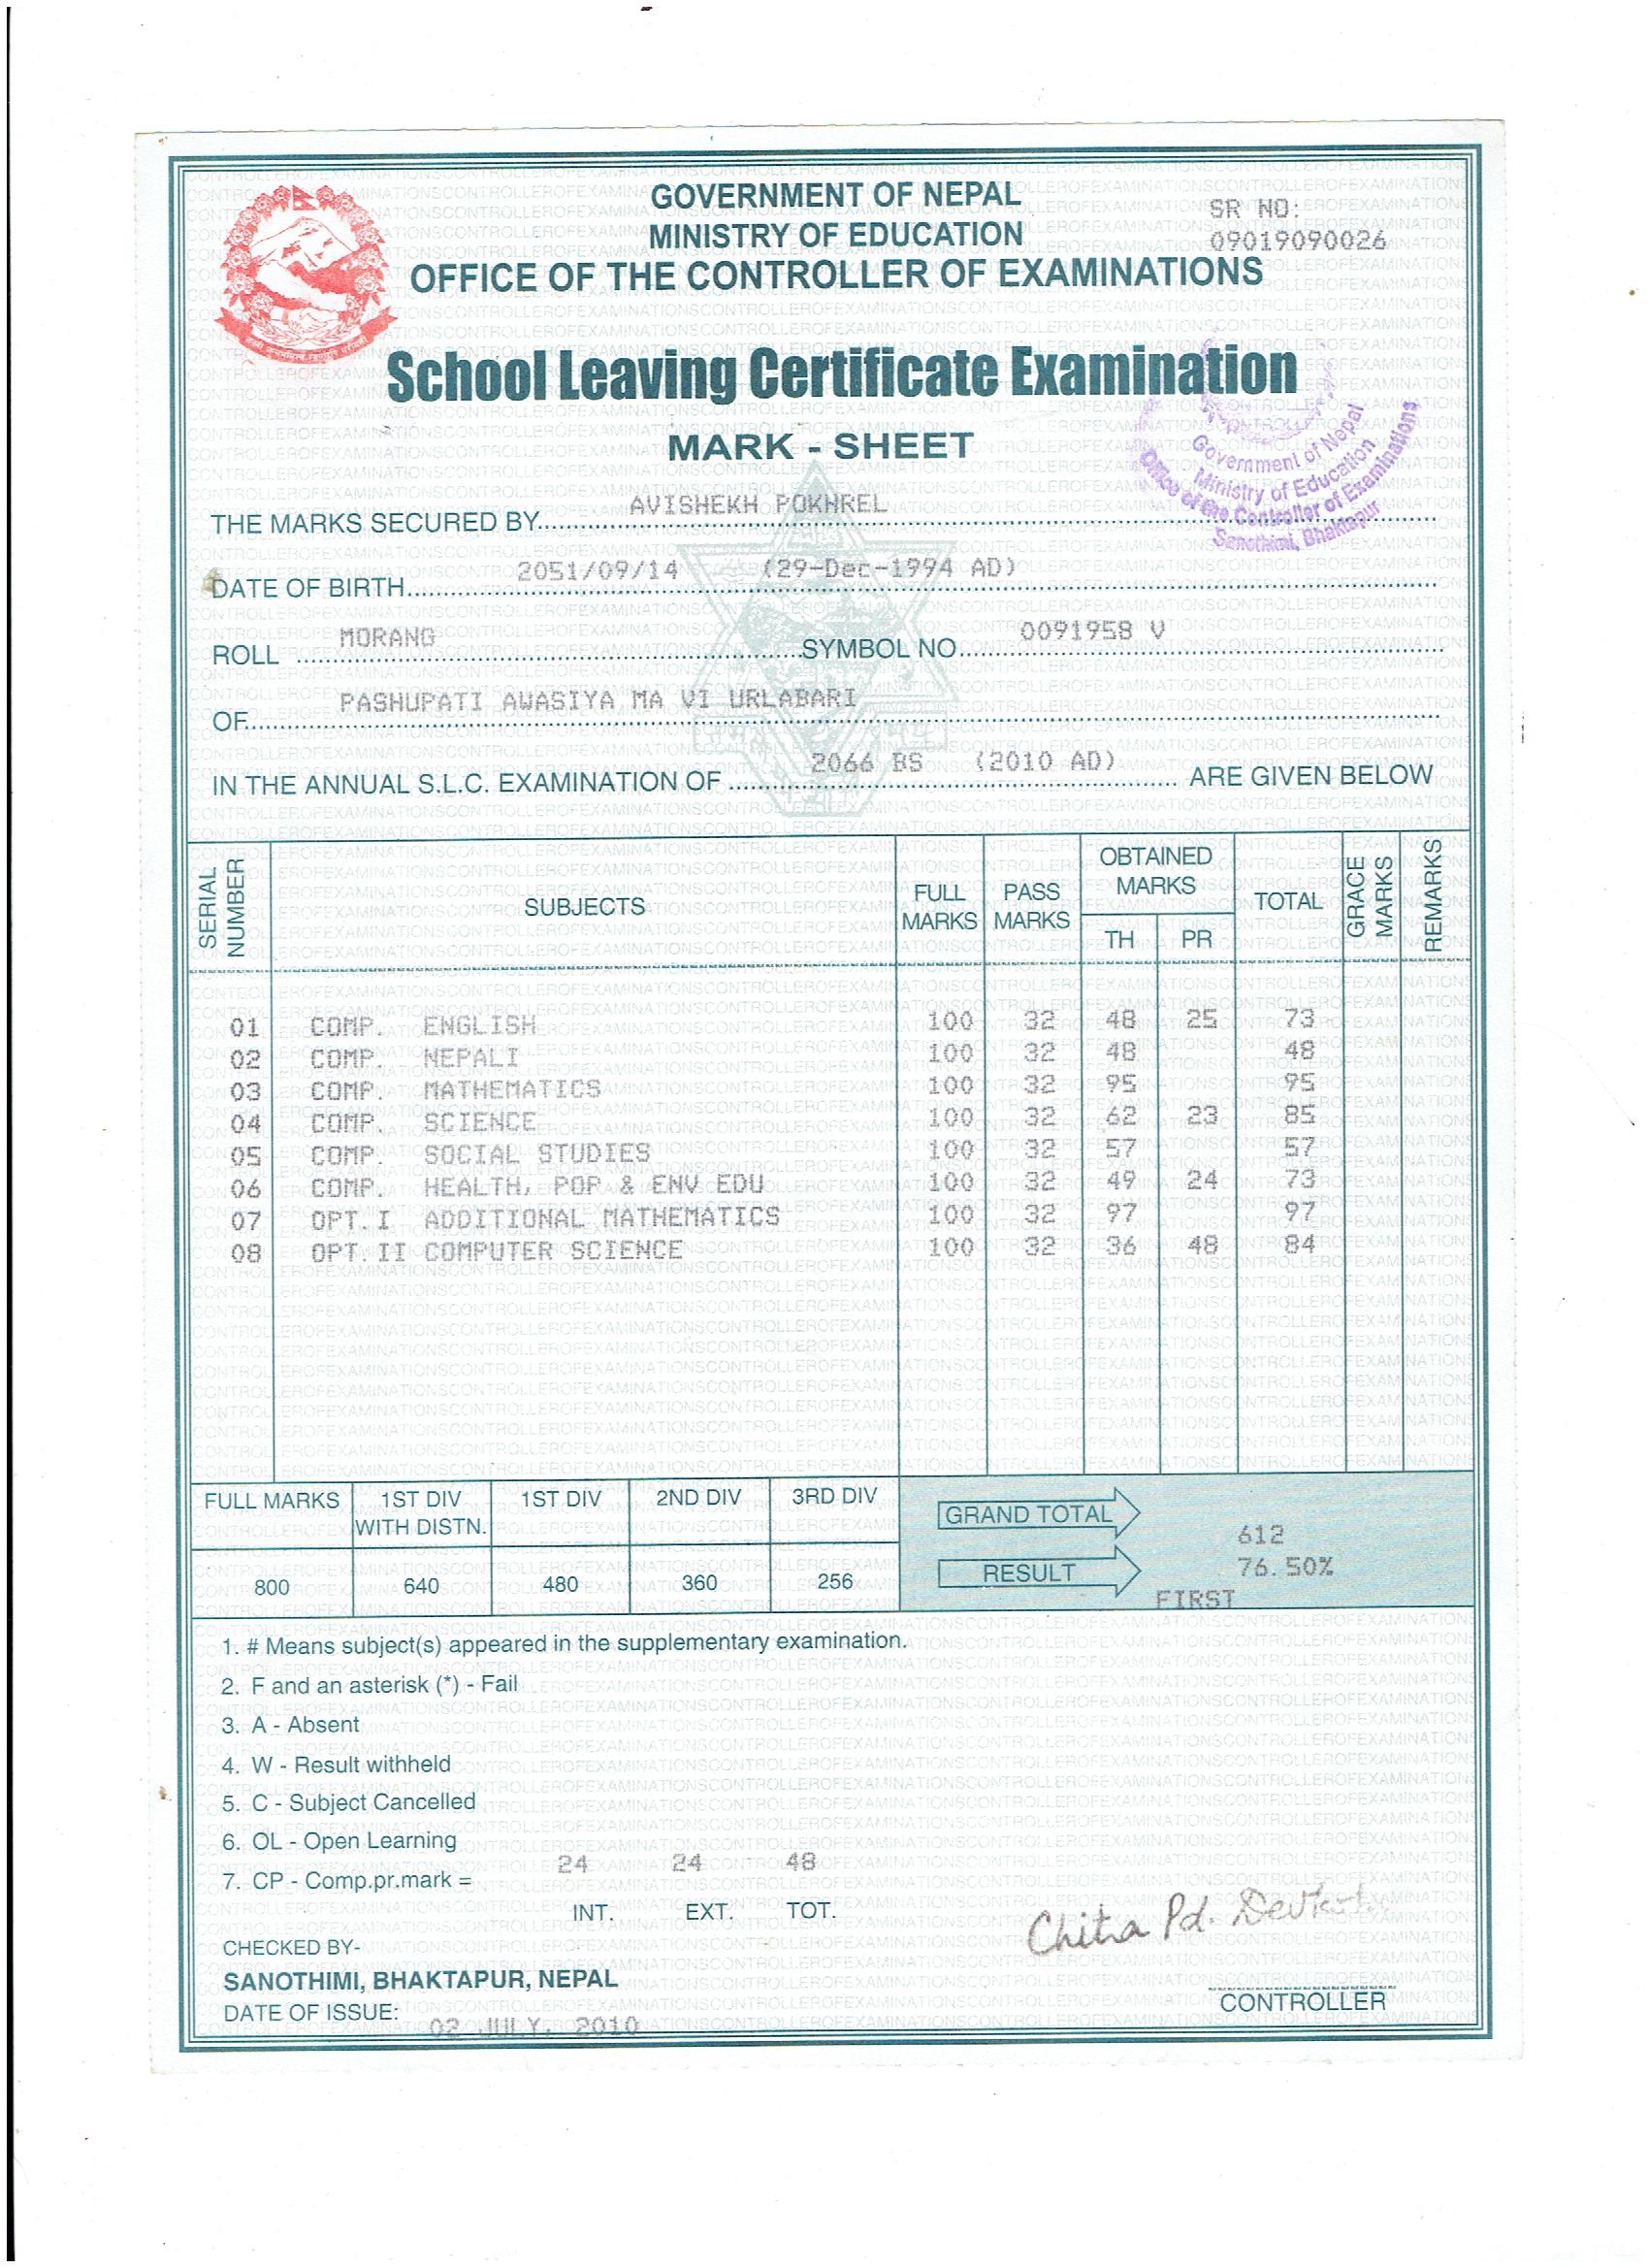 GOVERNMENT OF NEPAL
MINISTRY OF EDUCATION
OFFICE OF THE CONTROLLER OF EXAMINATIONS
SR NO:
09019090026
School Leaving Certificate Examination
MARK - SHEET
Government of Nepal
Ministry of Education
Office of the Controller of Examinations
Sanothimi, Bhaktapur
THE MARKS SECURED BY AVISHEKH POKHREL
DATE OF BIRTH 2051/09/14 (29-Dec-1994 AD)
ROLL MORANG SYMBOL NO 0091958 V
OF PASHUPATI AWASIYA MA VI URLABARI
IN THE ANNUAL S.L.C. EXAMINATION OF 2066 BS (2010 AD) ARE GIVEN BELOW
SERIAL NUMBER SUBJECTS FULL MARKS PASS MARKS OBTAINED MARKS TH PR TOTAL GRACE MARKS REMARKS
01 COMP. ENGLISH 100 32 48 25 73
02 COMP. NEPALI 100 32 48 48
03 COMP. MATHEMATICS 100 32 95 95
04 COMP. SCIENCE 100 32 62 23 85
05 COMP. SOCIAL STUDIES 100 32 57 57
06 COMP. HEALTH, POP & ENV EDU 100 32 49 24 73
07 OPT. I ADDITIONAL MATHEMATICS 100 32 97 97
08 OPT. II COMPUTER SCIENCE 100 32 36 48 84
FULL MARKS 1ST DIV WITH DISTN. 1ST DIV 2ND DIV 3RD DIV
800 640 480 360 256
GRAND TOTAL 612
76.50%
RESULT FIRST
1. # Means subject(s) appeared in the supplementary examination.
2. F and an asterisk (*) - Fail
3. A - Absent
4. W - Result withheld
5. C - Subject Cancelled
6. OL - Open Learning
7. CP - Comp.pr.mark = 24 24 48
INT. EXT. TOT.
Chitra Pd. Devkota
CHECKED BY-
SANOTHIMI, BHAKTAPUR, NEPAL
DATE OF ISSUE: 02 JULY, 2010
CONTROLLER